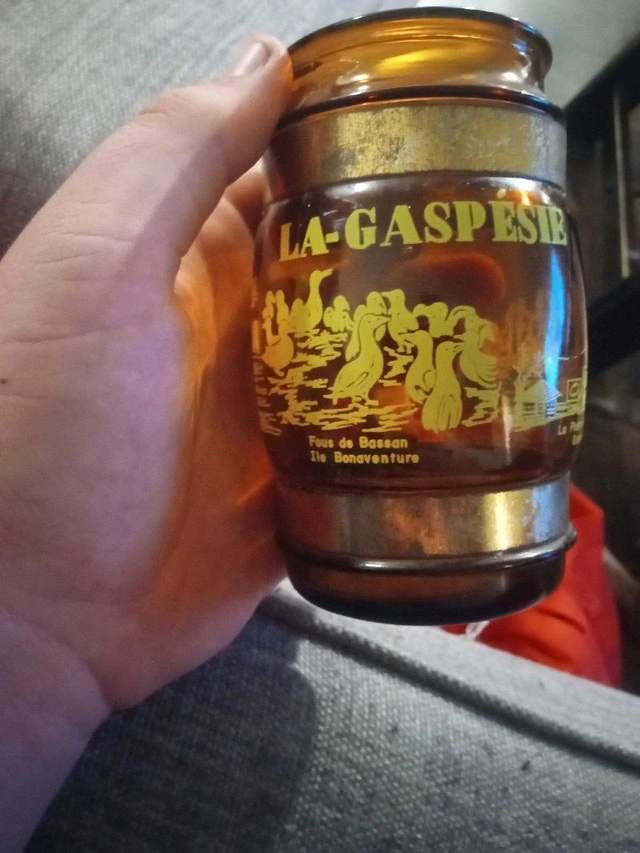 LA-GASPÉSIE
Fous de Bassan
Ile Bonaventure